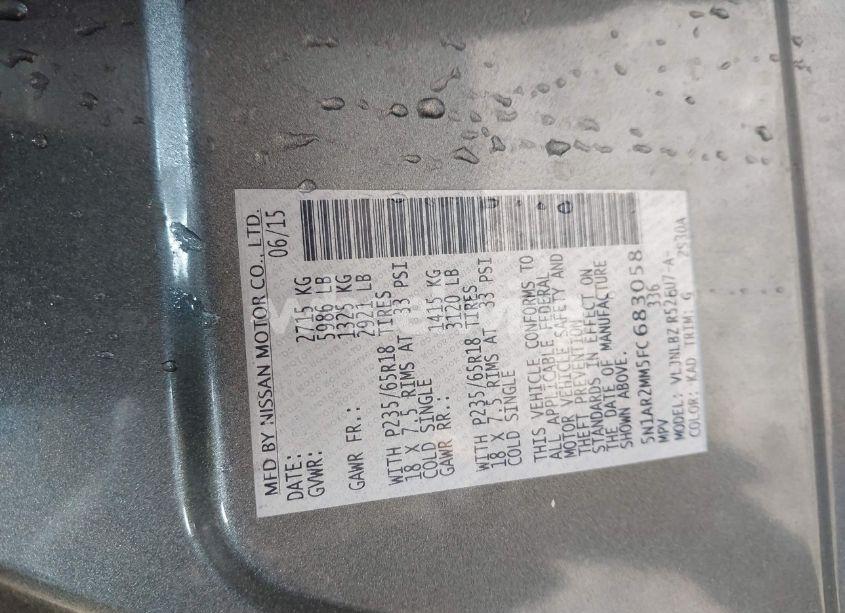 MFD BY NISSAN MOTOR CO., LTD.
DATE: 06/15
GVWR: 2715 KG
5986 LB
GAWR FR.: 1325 KG
2921 LB
WITH P235/65R18 TIRES
18 X 7.5 RIMS AT 33 PSI
COLD SINGLE
GAWR RR.: 1415 KG
3120 LB
WITH P235/65R18 TIRES
18 X 7.5 RIMS AT 33 PSI
COLD SINGLE
THIS VEHICLE CONFORMS TO
ALL APPLICABLE FEDERAL
MOTOR VEHICLE SAFETY AND
THEFT PREVENTION
STANDARDS IN EFFECT ON
THE DATE OF MANUFACTURE
SHOWN ABOVE.
5N1AR2MM5FC683058
MPV 336
MODEL: VLJNLBZ R52BU7-A-
COLOR: KAD TRIM: G ZS30A